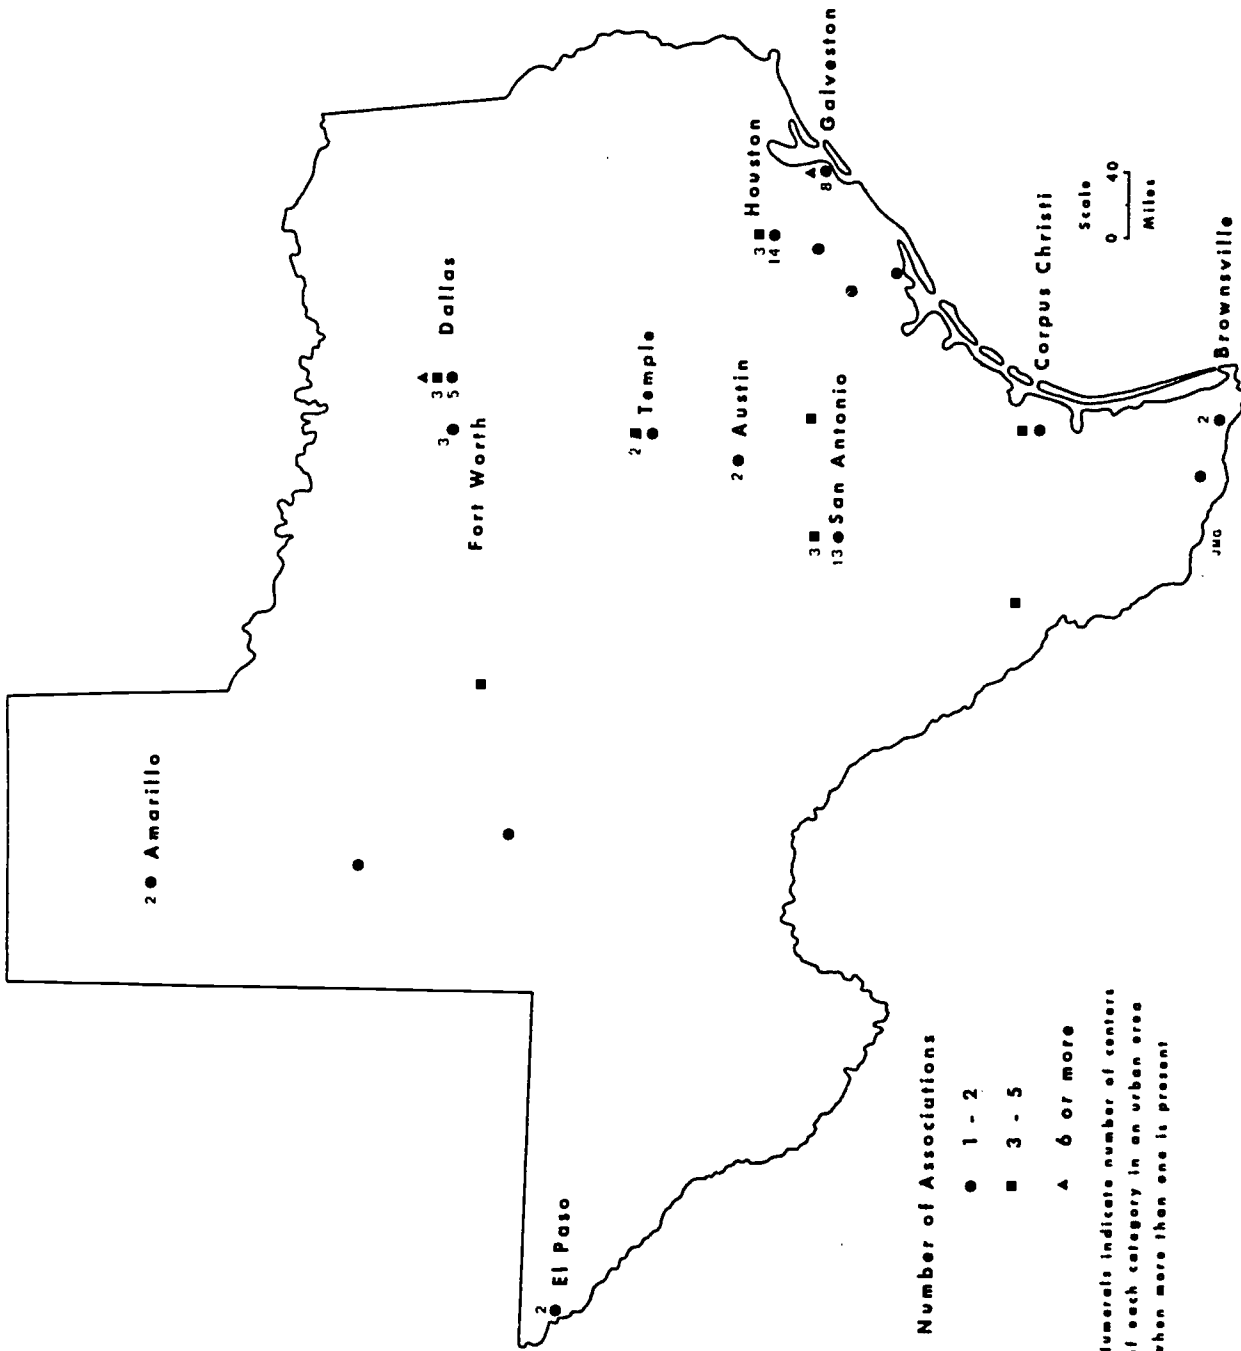 2 Amarillo
3
5
Dallas
3
Fort Worth
2
Temple
2 Austin
3
14
Houston
8
Galveston
3
13 San Antonio
2
El Paso
Corpus Christi
2
Brownsville
JMG
Scale
0 40
Miles
Number of Associations
1 - 2
3 - 5
6 or more
umerals indicate number of centers
f each category in an urban area
when more than one is present